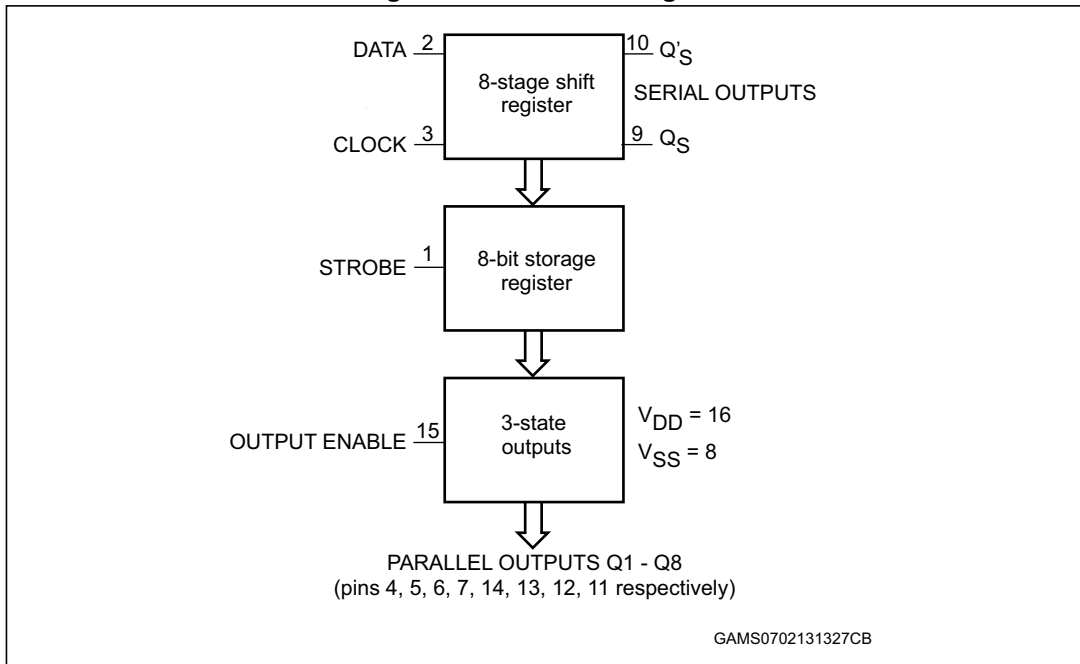 DATA 2
10 Q'S
8-stage shift
register
SERIAL OUTPUTS
CLOCK 3
9 QS
STROBE 1
8-bit storage
register
OUTPUT ENABLE 15
3-state
outputs
VDD = 16
VSS = 8
PARALLEL OUTPUTS Q1 - Q8
(pins 4, 5, 6, 7, 14, 13, 12, 11 respectively)
GAMS0702131327CB